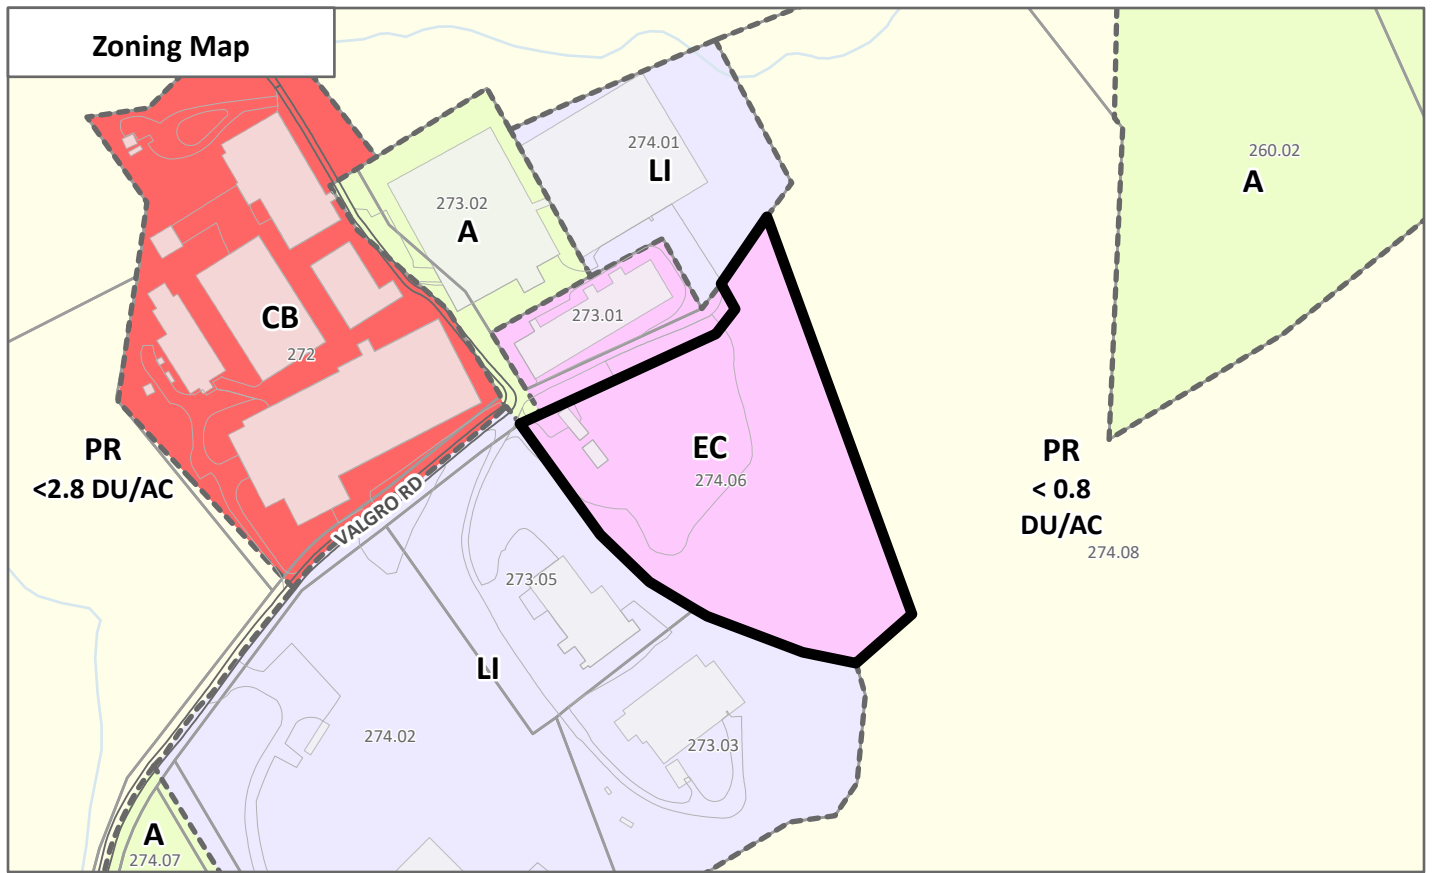 Zoning Map
274.01
LI
260.02
A
273.02
A
273.01
CB
272
PR
<2.8 DU/AC
EC
274.06
PR
< 0.8
DU/AC
274.08
VALGRO RD
273.05
LI
274.02
273.03
A
274.07